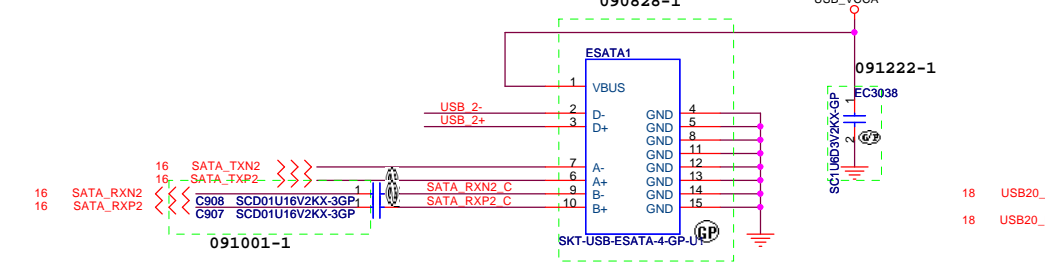 090828-1
USB_VCCA
ESATA1
091222-1
1 VBUS
EC3038
1
2
SC1U6D3V2KX-GP
GP
USB_2- 2 D- GND 4
USB_2+ 3 D+ GND 5
GND 8
GND 11
16 SATA_TXN2 7 A- GND 12
16 SATA_TXP2 6 A+ GND 13
16 SATA_RXN2 C908 SCD01U16V2KX-3GP 1 SATA_RXN2_C 9 B- GND 14
16 SATA_RXP2 C907 SCD01U16V2KX-3GP 1 SATA_RXP2_C 10 B+ GND 15
18 USB20_
18 USB20_
GP
SKT-USB-ESATA-4-GP-U1
091001-1